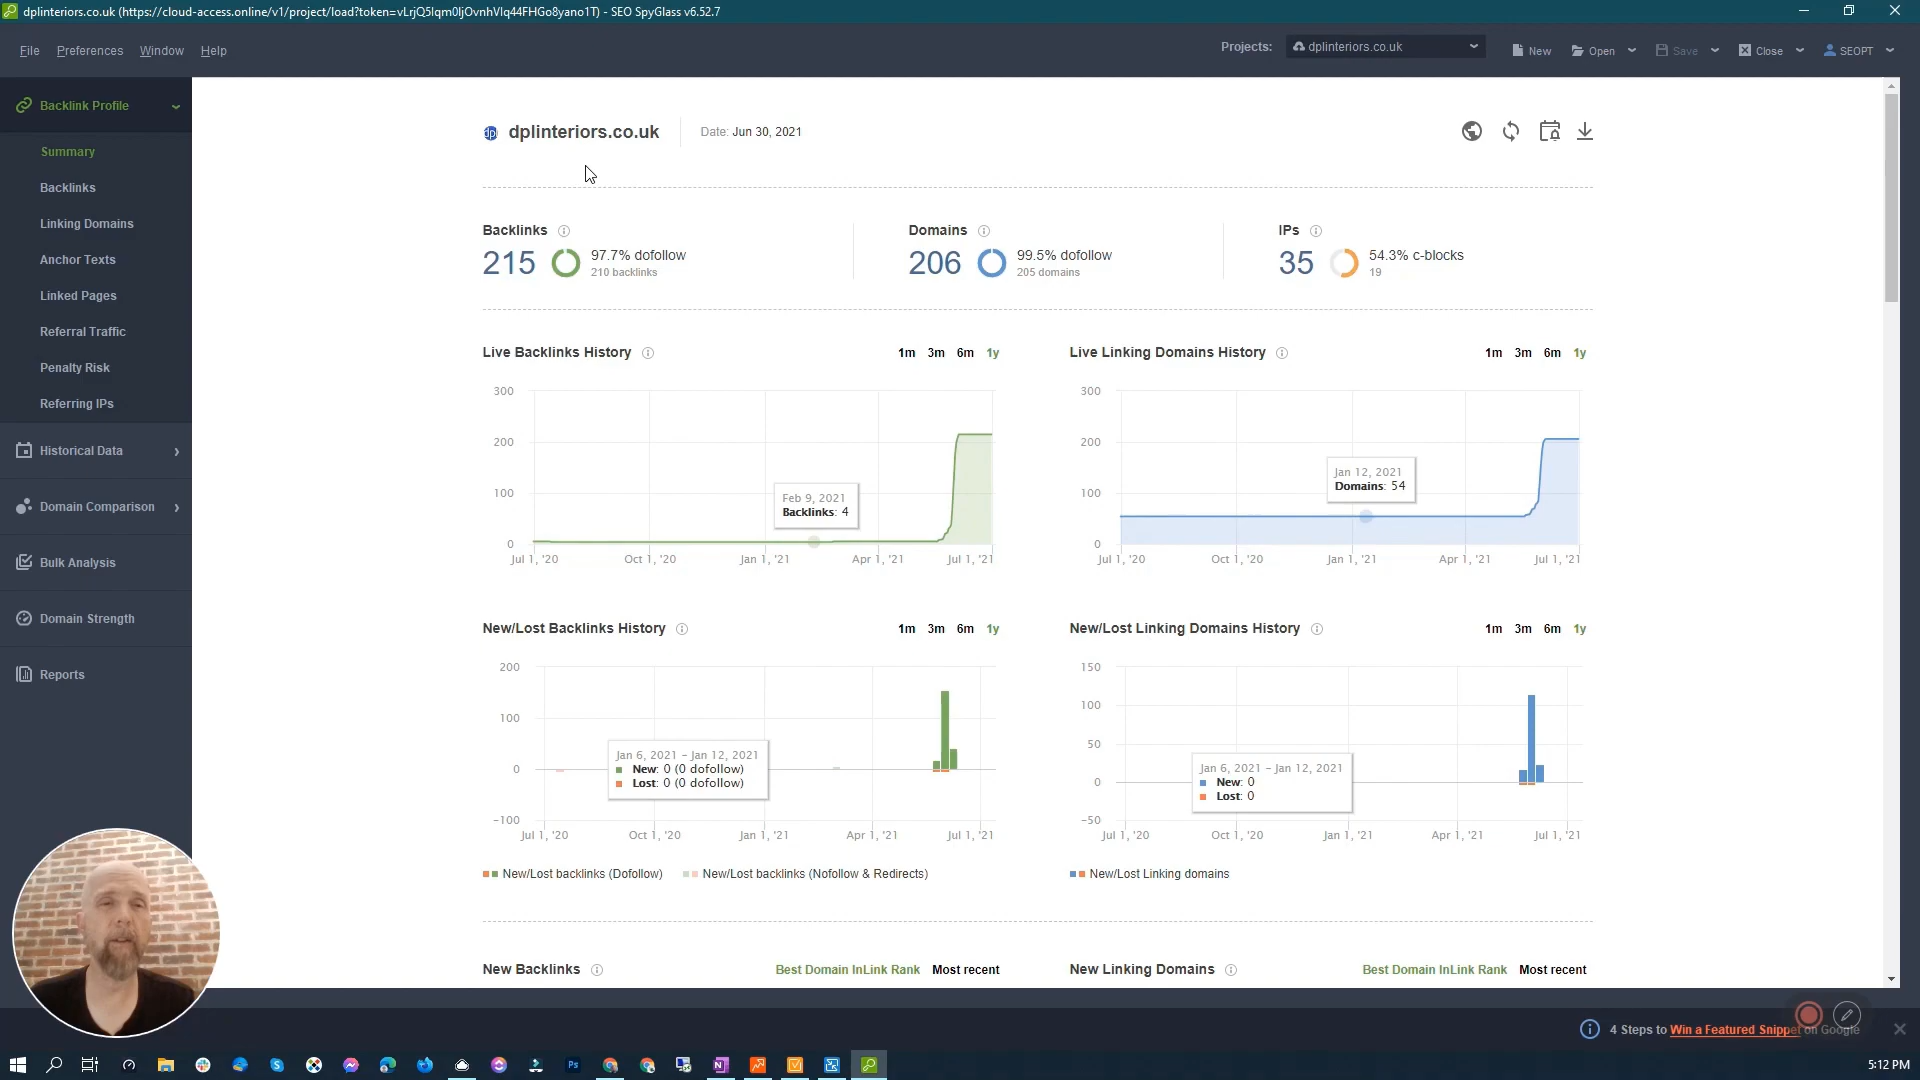 dplinteriors.co.uk (https://cloud-access.online/v1/project/load?token=vLrjQ5Iqm0IjOvnhVIq44FHGo8yano1T) - SEO SpyGlass v6.52.7
File Preferences Window Help
Projects: dplinteriors.co.uk New Open Save Close SEOPT
Backlink Profile
Summary
Backlinks
Linking Domains
Anchor Texts
Linked Pages
Referral Traffic
Penalty Risk
Referring IPs
Historical Data
Domain Comparison
Bulk Analysis
Domain Strength
Reports
dp dplinteriors.co.uk Date: Jun 30, 2021
Backlinks
215 97.7% dofollow
210 backlinks
Domains
206 99.5% dofollow
205 domains
IPs
35 54.3% c-blocks
19
Live Backlinks History 1m 3m 6m 1y
300
200
100
0
Feb 9, 2021
Backlinks: 4
Jul 1, '20 Oct 1, '20 Jan 1, '21 Apr 1, '21 Jul 1, '21
Live Linking Domains History 1m 3m 6m 1y
300
200
100
0
Jan 12, 2021
Domains: 54
Jul 1, '20 Oct 1, '20 Jan 1, '21 Apr 1, '21 Jul 1, '21
New/Lost Backlinks History 1m 3m 6m 1y
200
100
0
-100
Jan 6, 2021 - Jan 12, 2021
New: 0 (0 dofollow)
Lost: 0 (0 dofollow)
Jul 1, '20 Oct 1, '20 Jan 1, '21 Apr 1, '21 Jul 1, '21
New/Lost backlinks (Dofollow) New/Lost backlinks (Nofollow & Redirects)
New/Lost Linking Domains History 1m 3m 6m 1y
150
100
50
0
-50
Jan 6, 2021 - Jan 12, 2021
New: 0
Lost: 0
Jul 1, '20 Oct 1, '20 Jan 1, '21 Apr 1, '21 Jul 1, '21
New/Lost Linking domains
New Backlinks Best Domain InLink Rank Most recent
New Linking Domains Best Domain InLink Rank Most recent
4 Steps to Win a Featured Snippet on Google
Ps
5:12 PM